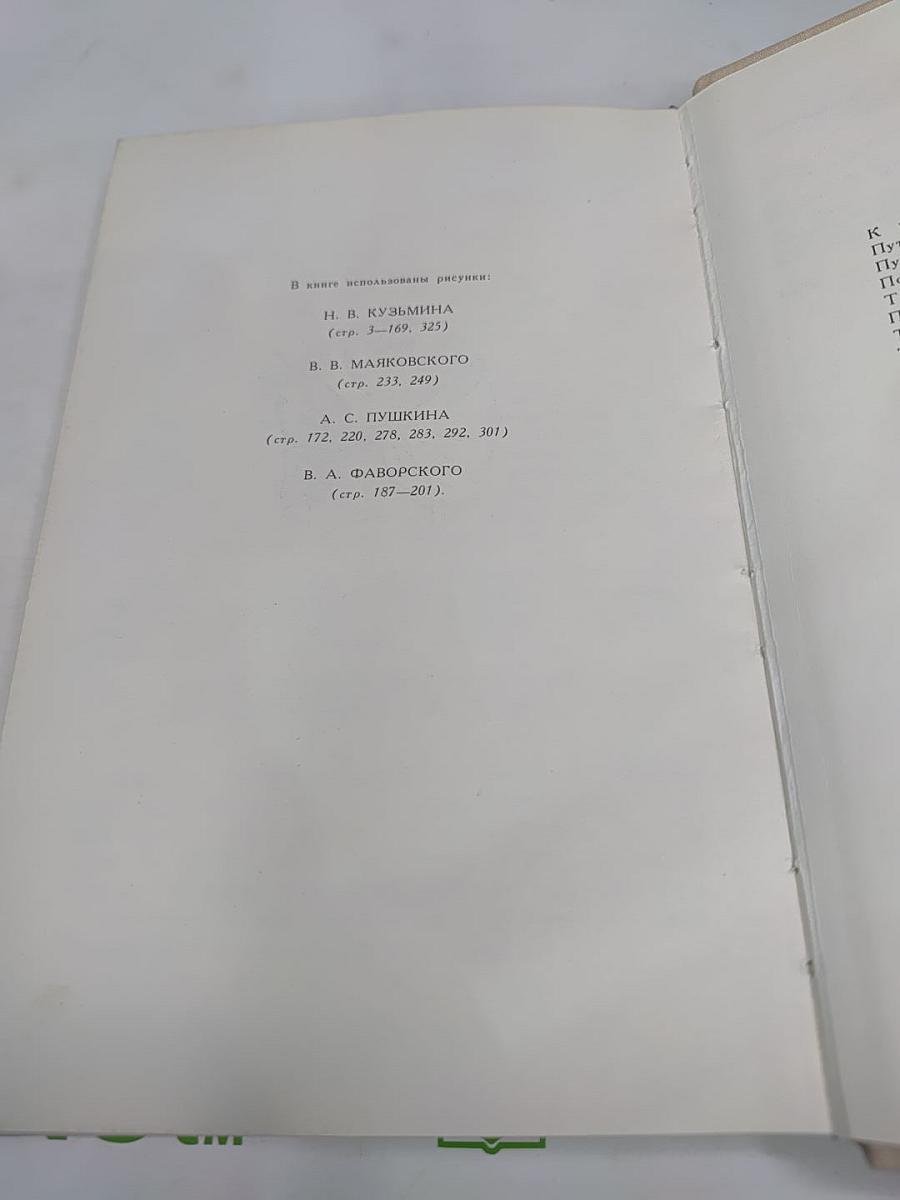 В книге использованы рисунки:
Н. В. КУЗЬМИНА
(стр. 3—169, 325)
В. В. МАЯКОВСКОГО
(стр. 233, 249)
А. С. ПУШКИНА
(стр. 172, 220, 278, 283, 292, 301)
В. А. ФАВОРСКОГО
(стр. 187—201).
К